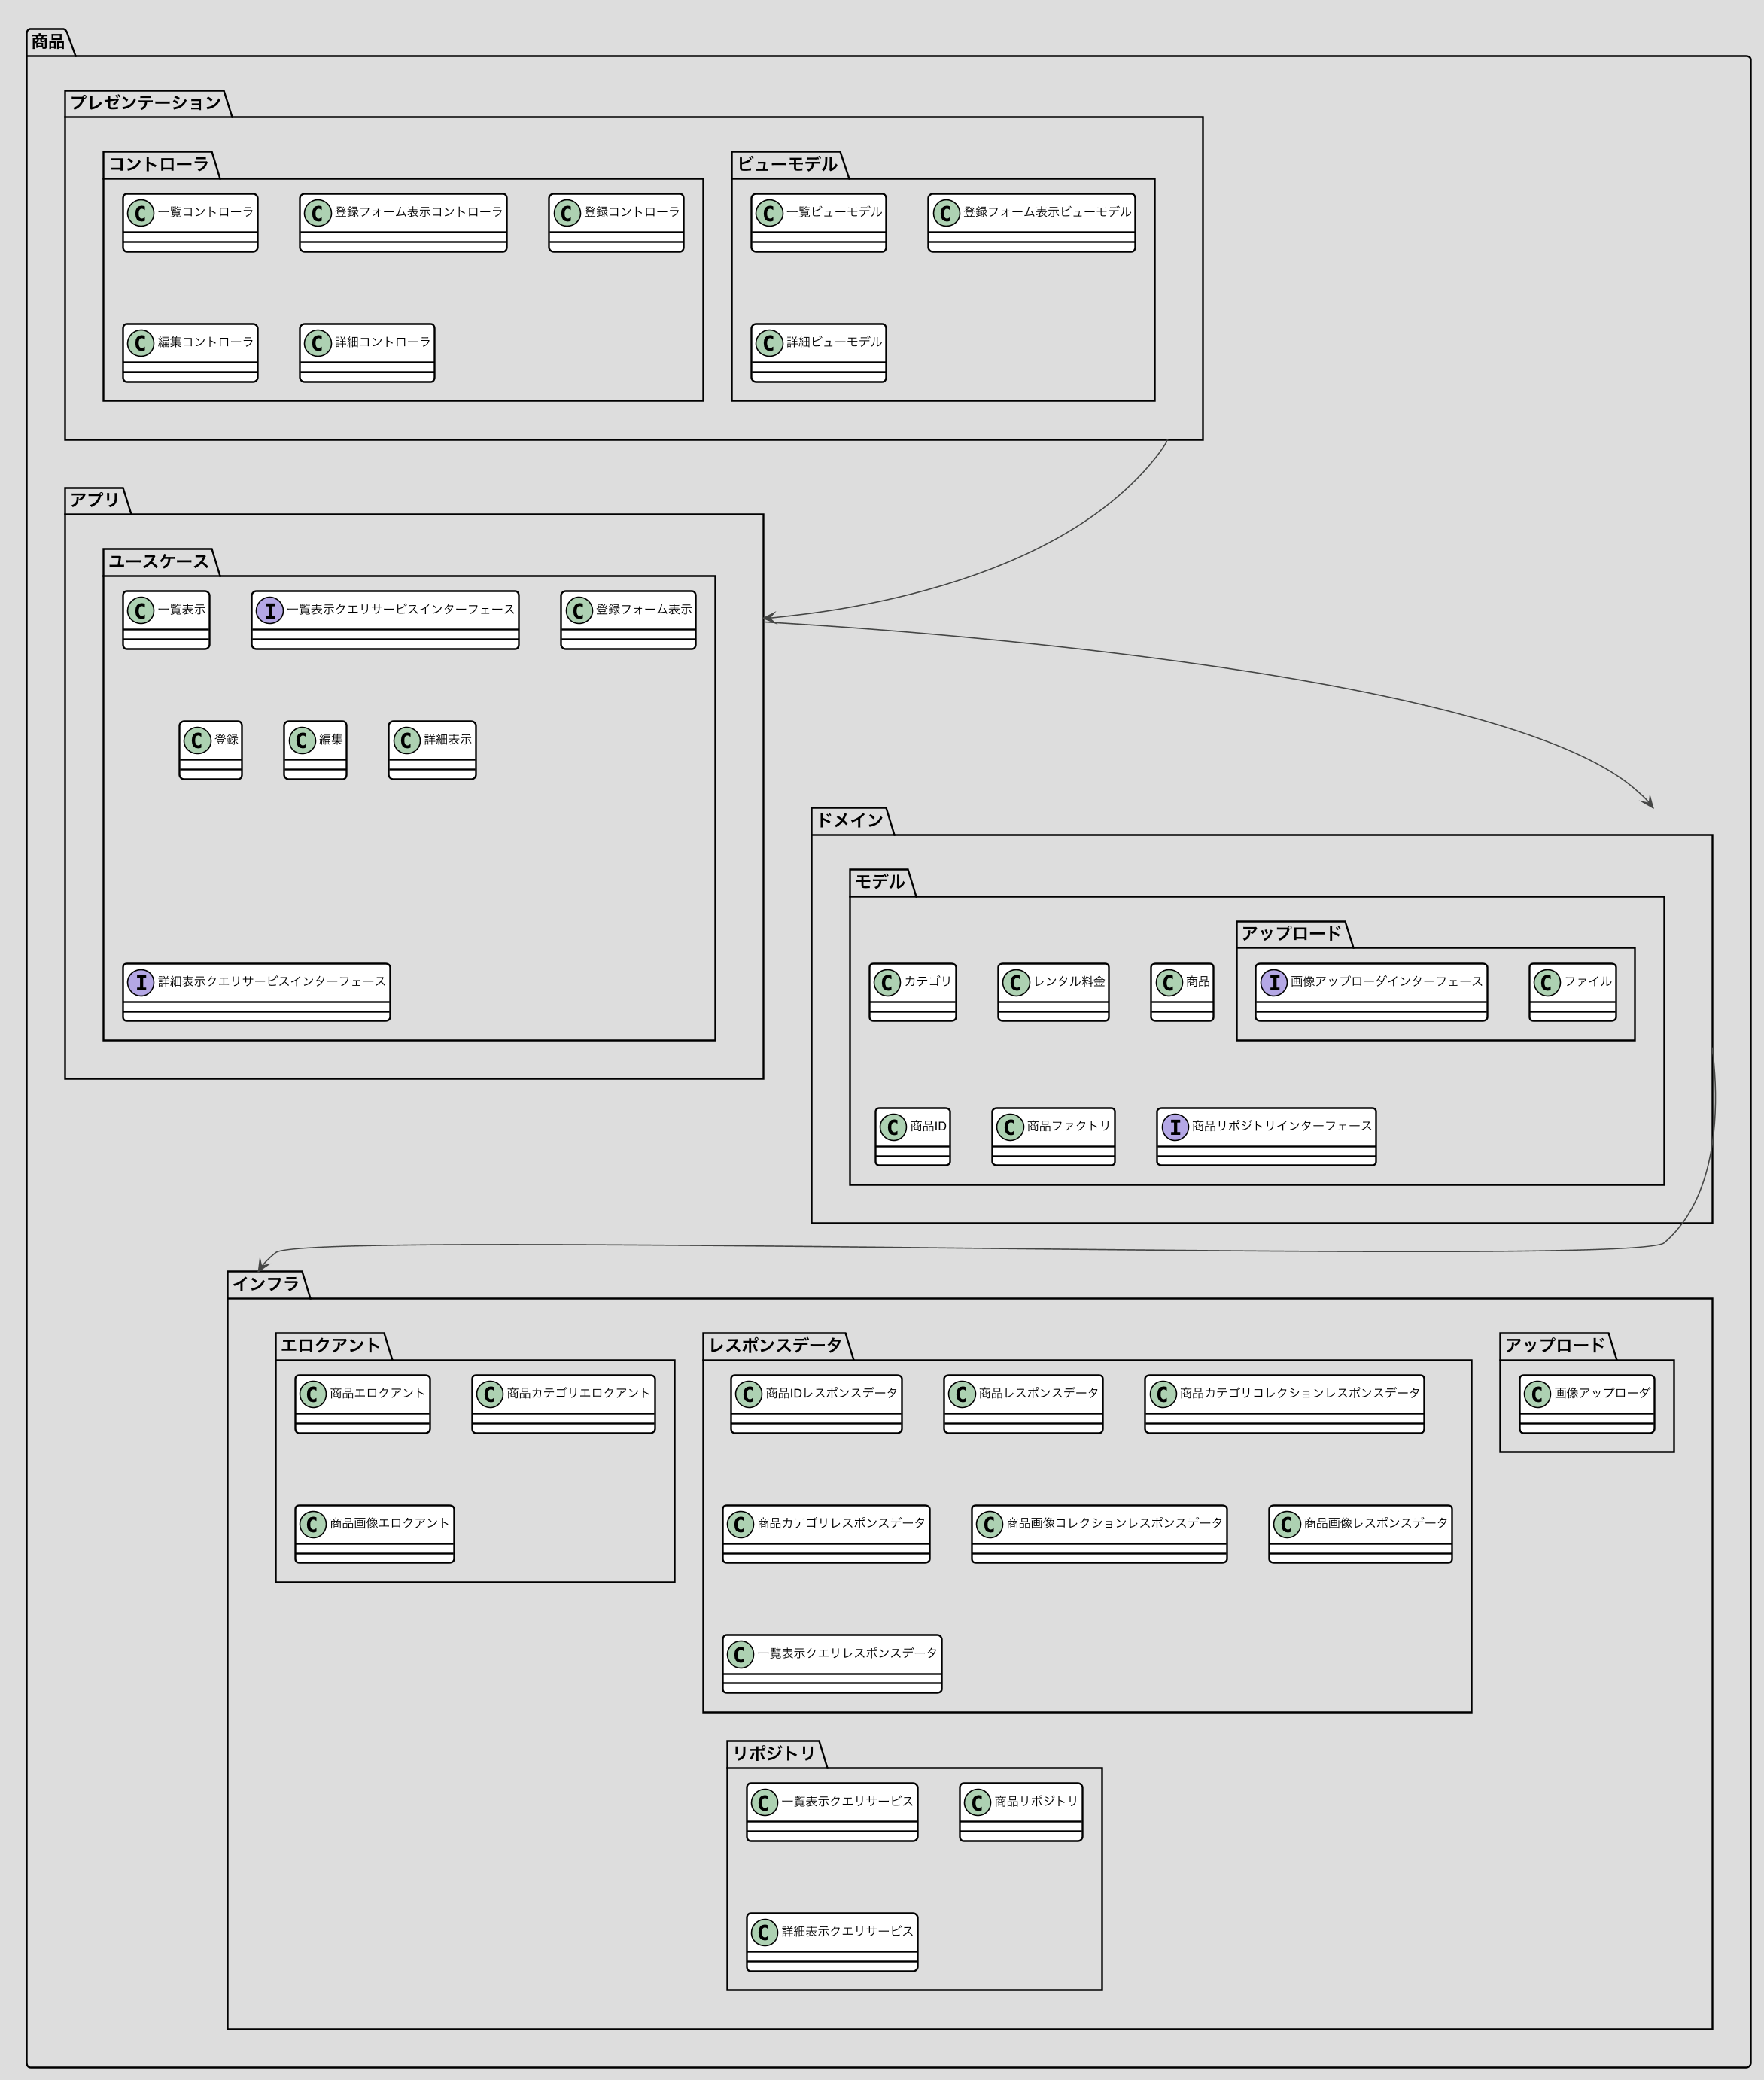 商品
プレゼンテーション
コントローラ
C 一覧コントローラ
C 登録フォーム表示コントローラ
C 登録コントローラ
C 編集コントローラ
C 詳細コントローラ
ビューモデル
C 一覧ビューモデル
C 登録フォーム表示ビューモデル
C 詳細ビューモデル
アプリ
ユースケース
C 一覧表示
I 一覧表示クエリサービスインターフェース
C 登録フォーム表示
C 登録
C 編集
C 詳細表示
I 詳細表示クエリサービスインターフェース
ドメイン
モデル
C カテゴリ
C レンタル料金
C 商品
アップロード
I 画像アップローダインターフェース
C ファイル
C 商品ID
C 商品ファクトリ
I 商品リポジトリインターフェース
インフラ
エロクアント
C 商品エロクアント
C 商品カテゴリエロクアント
C 商品画像エロクアント
レスポンスデータ
C 商品IDレスポンスデータ
C 商品レスポンスデータ
C 商品カテゴリコレクションレスポンスデータ
C 商品カテゴリレスポンスデータ
C 商品画像コレクションレスポンスデータ
C 商品画像レスポンスデータ
C 一覧表示クエリレスポンスデータ
アップロード
C 画像アップローダ
リポジトリ
C 一覧表示クエリサービス
C 商品リポジトリ
C 詳細表示クエリサービス